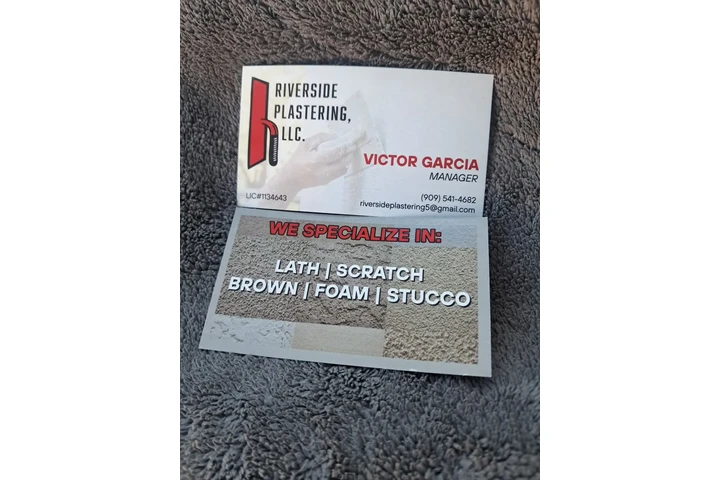 RIVERSIDE
PLASTERING,
LLC.
VICTOR GARCIA
MANAGER
LIC#1134643
(909) 541-4682
riversideplastering5@gmail.com
WE SPECIALIZE IN:
LATH | SCRATCH
BROWN | FOAM | STUCCO